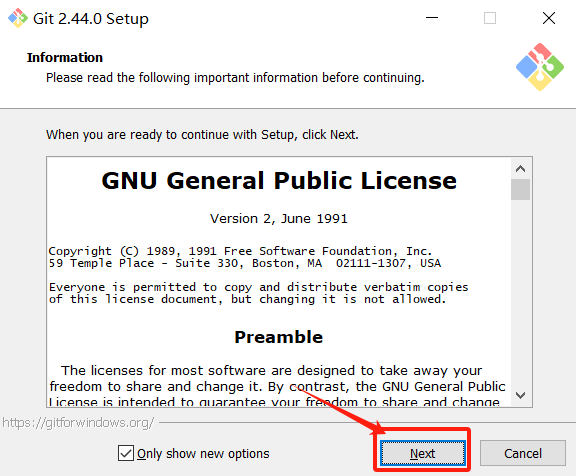 Git 2.44.0 Setup
Information
Please read the following important information before continuing.
When you are ready to continue with Setup, click Next.
GNU General Public License
Version 2, June 1991
Copyright (C) 1989, 1991 Free Software Foundation, Inc.
59 Temple Place - Suite 330, Boston, MA  02111-1307, USA
Everyone is permitted to copy and distribute verbatim copies
of this license document, but changing it is not allowed.
Preamble
The licenses for most software are designed to take away your
freedom to share and change it. By contrast, the GNU General Public
License is intended to guarantee your freedom to share and change
https://gitforwindows.org/
Only show new options
Next
Cancel